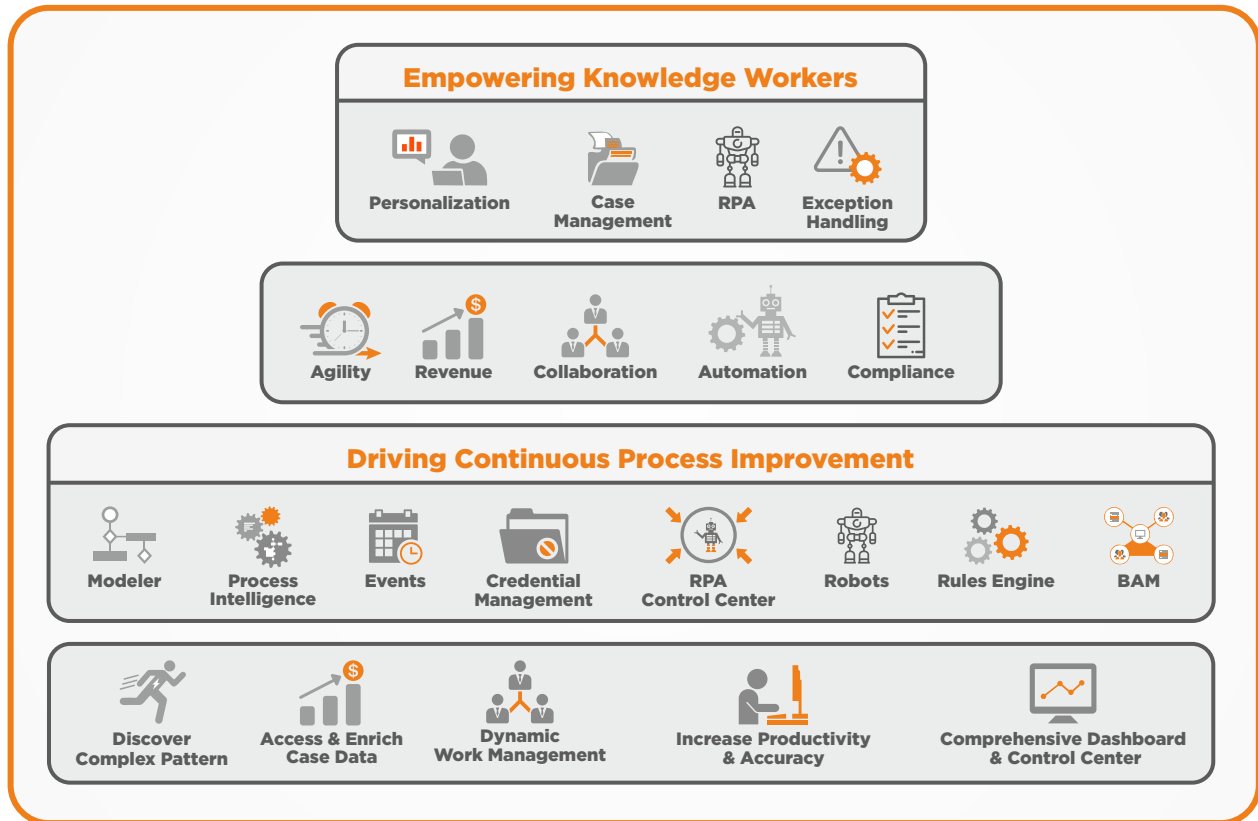 Empowering Knowledge Workers
Personalization
Case
Management
RPA
Exception
Handling
$
Agility
Revenue
Collaboration
Automation
Compliance
Driving Continuous Process Improvement
Modeler
Process
Intelligence
Events
Credential
Management
RPA
Control Center
Robots
Rules Engine
BAM
$
Discover
Complex Pattern
Access & Enrich
Case Data
Dynamic
Work Management
Increase Productivity
& Accuracy
Comprehensive Dashboard
& Control Center